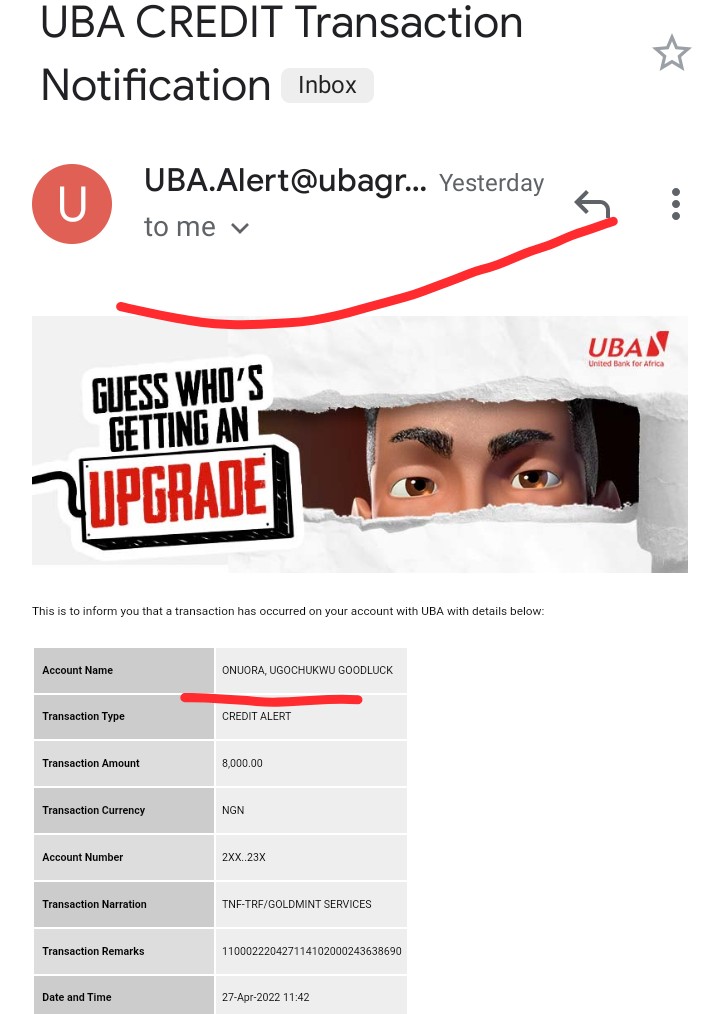 UBA CREDIT Transaction
Notification Inbox
U
UBA.Alert@ubagr... Yesterday
to me
UBA
United Bank for Africa
GUESS WHO'S
GETTING AN
UPGRADE
This is to inform you that a transaction has occurred on your account with UBA with details below:
Account Name ONUORA, UGOCHUKWU GOODLUCK
Transaction Type CREDIT ALERT
Transaction Amount 8,000.00
Transaction Currency NGN
Account Number 2XX..23X
Transaction Narration TNF-TRF/GOLDMINT SERVICES
Transaction Remarks 110002220427114102000243638690
Date and Time 27-Apr-2022 11:42